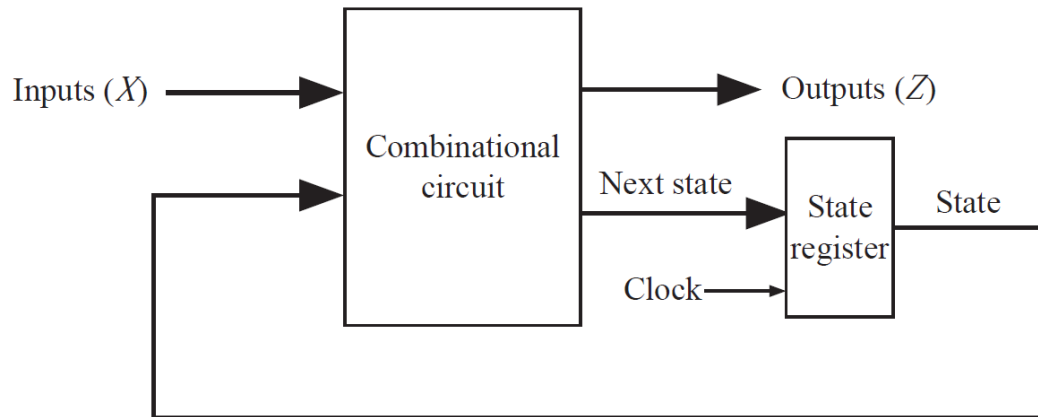 Inputs (X)
Combinational
circuit
Outputs (Z)
Next state
State
register
State
Clock